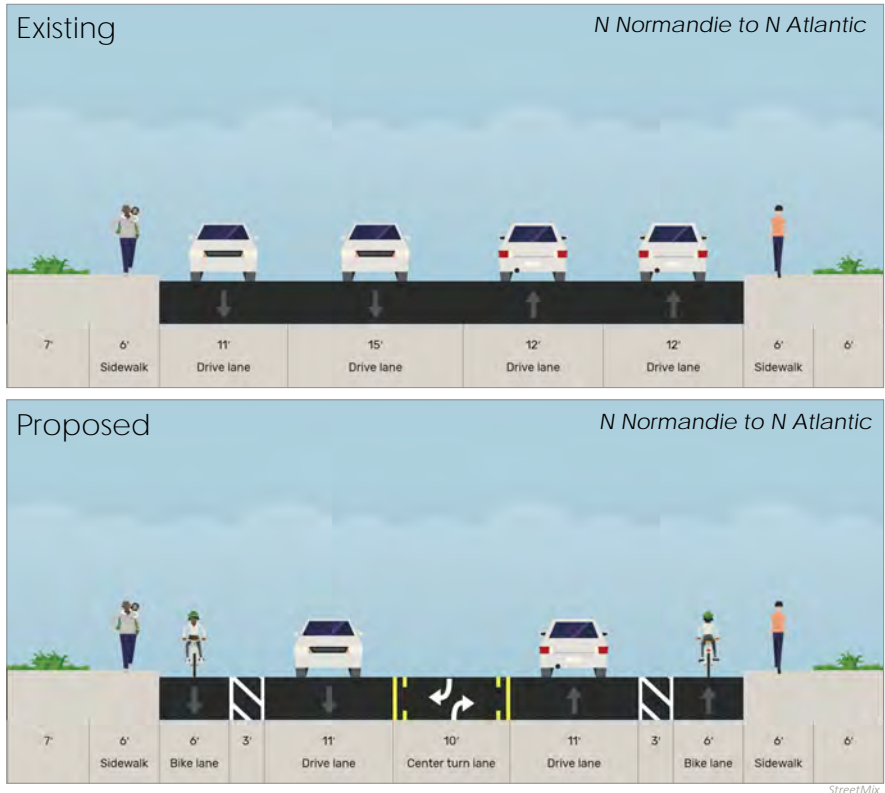 Existing
N Normandie to N Atlantic
7' 6' 11' 15' 12' 12' 6' 6'
Sidewalk Drive lane Drive lane Drive lane Drive lane Sidewalk
Proposed
N Normandie to N Atlantic
7' 6' 6' 3' 11' 10' 11' 3' 6' 6' 6'
Sidewalk Bike lane Drive lane Center turn lane Drive lane Bike lane Sidewalk
StreetMix